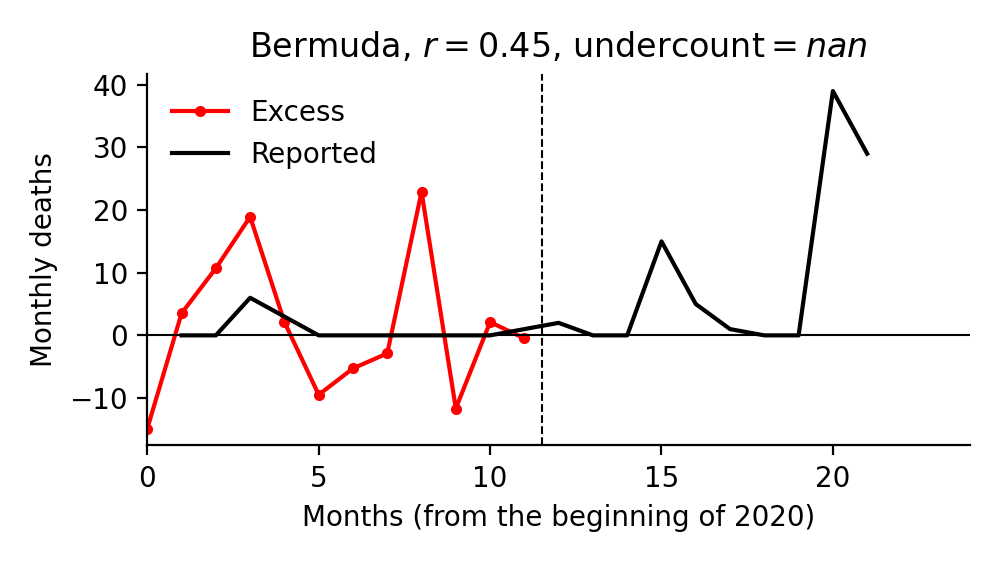 Bermuda, r = 0.45, undercount = nan
Excess
Reported
Monthly deaths
40
30
20
10
0
−10
0 5 10 15 20
Months (from the beginning of 2020)